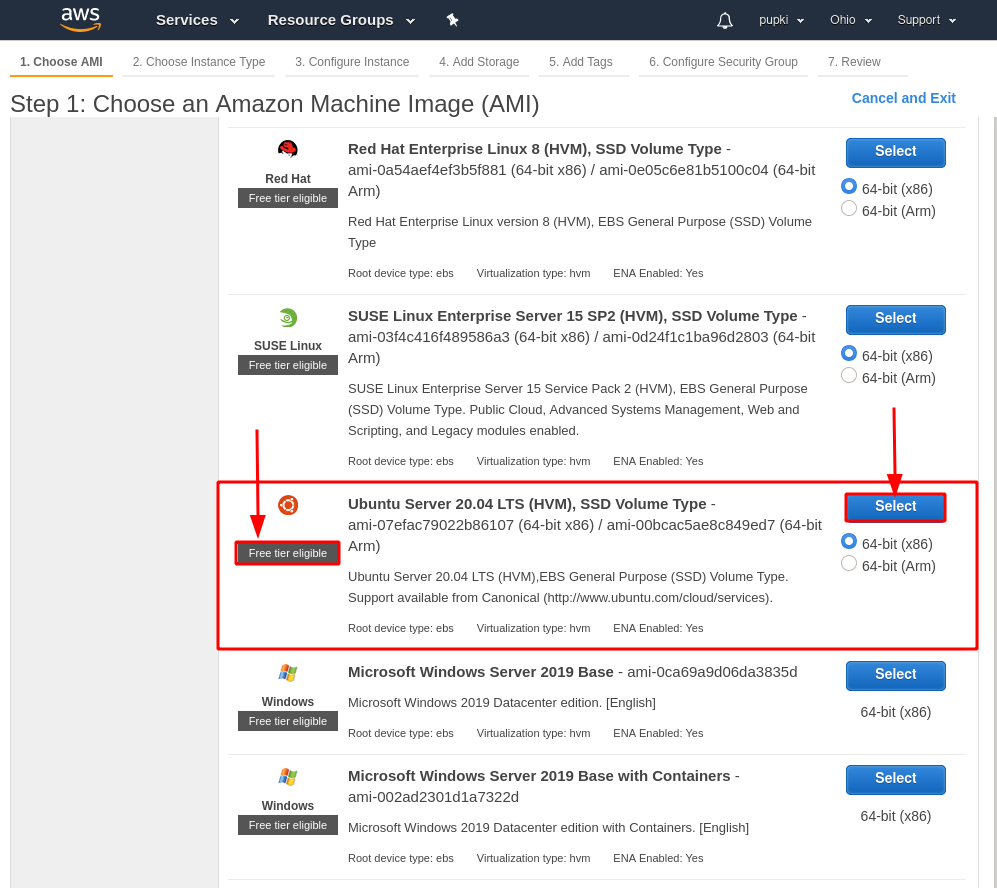 aws Services Resource Groups pupki Ohio Support
1. Choose AMI 2. Choose Instance Type 3. Configure Instance 4. Add Storage 5. Add Tags 6. Configure Security Group 7. Review
Step 1: Choose an Amazon Machine Image (AMI) Cancel and Exit
Red Hat
Free tier eligible
Red Hat Enterprise Linux 8 (HVM), SSD Volume Type -
ami-0a54aef4ef3b5f881 (64-bit x86) / ami-0e05c6e81b5100c04 (64-bit
Arm)
Red Hat Enterprise Linux version 8 (HVM), EBS General Purpose (SSD) Volume
Type
Root device type: ebs Virtualization type: hvm ENA Enabled: Yes
Select
64-bit (x86)
64-bit (Arm)
SUSE Linux
Free tier eligible
SUSE Linux Enterprise Server 15 SP2 (HVM), SSD Volume Type -
ami-03f4c416f489586a3 (64-bit x86) / ami-0d24f1c1ba96d2803 (64-bit
Arm)
SUSE Linux Enterprise Server 15 Service Pack 2 (HVM), EBS General Purpose
(SSD) Volume Type. Public Cloud, Advanced Systems Management, Web and
Scripting, and Legacy modules enabled.
Root device type: ebs Virtualization type: hvm ENA Enabled: Yes
Select
64-bit (x86)
64-bit (Arm)
Free tier eligible
Ubuntu Server 20.04 LTS (HVM), SSD Volume Type -
ami-07efac79022b86107 (64-bit x86) / ami-00bcac5ae8c849ed7 (64-bit
Arm)
Ubuntu Server 20.04 LTS (HVM),EBS General Purpose (SSD) Volume Type.
Support available from Canonical (http://www.ubuntu.com/cloud/services).
Root device type: ebs Virtualization type: hvm ENA Enabled: Yes
Select
64-bit (x86)
64-bit (Arm)
Windows
Free tier eligible
Microsoft Windows Server 2019 Base - ami-0ca69a9d06da3835d
Microsoft Windows 2019 Datacenter edition. [English]
Root device type: ebs Virtualization type: hvm ENA Enabled: Yes
Select
64-bit (x86)
Windows
Free tier eligible
Microsoft Windows Server 2019 Base with Containers -
ami-002ad2301d1a7322d
Microsoft Windows 2019 Datacenter edition with Containers. [English]
Root device type: ebs Virtualization type: hvm ENA Enabled: Yes
Select
64-bit (x86)